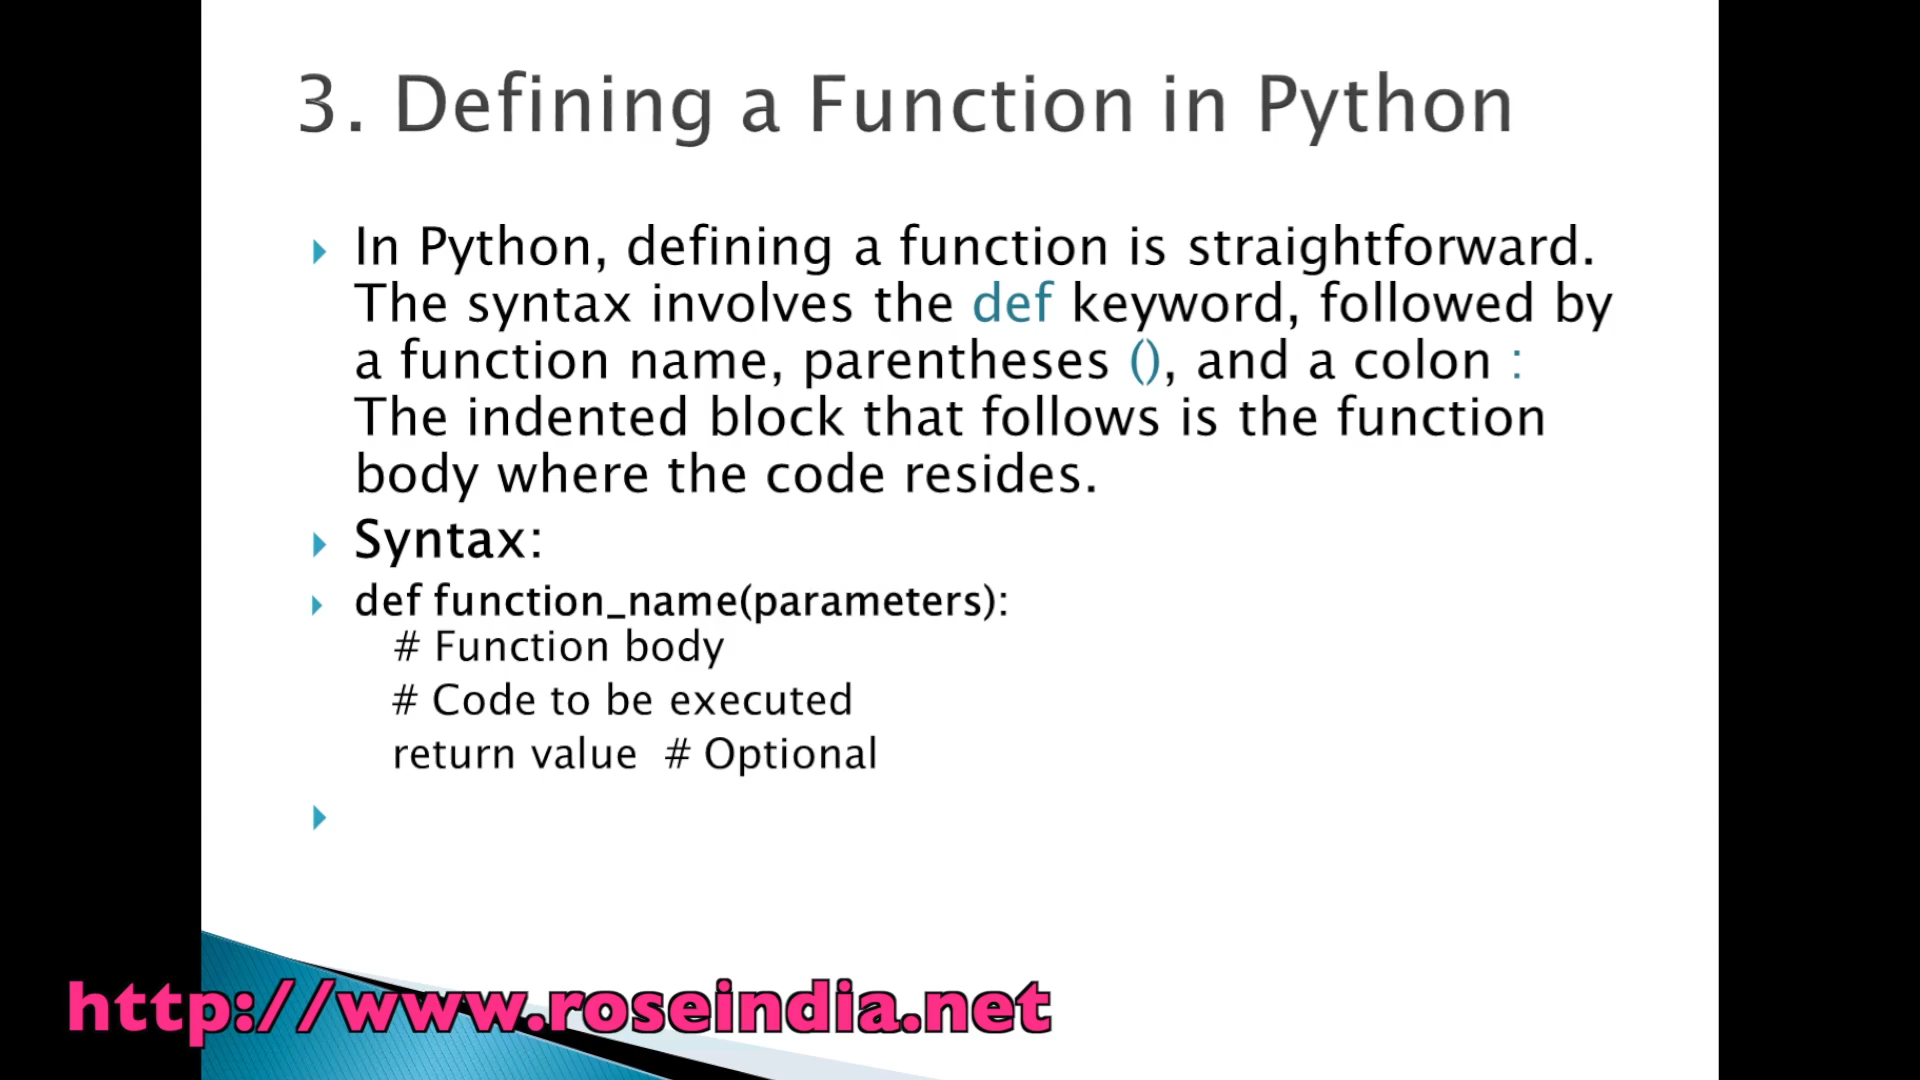 3. Defining a Function in Python
In Python, defining a function is straightforward.
The syntax involves the def keyword, followed by
a function name, parentheses (), and a colon :
The indented block that follows is the function
body where the code resides.
Syntax:
def function_name(parameters):
# Function body
# Code to be executed
return value  # Optional
http://www.roseindia.net